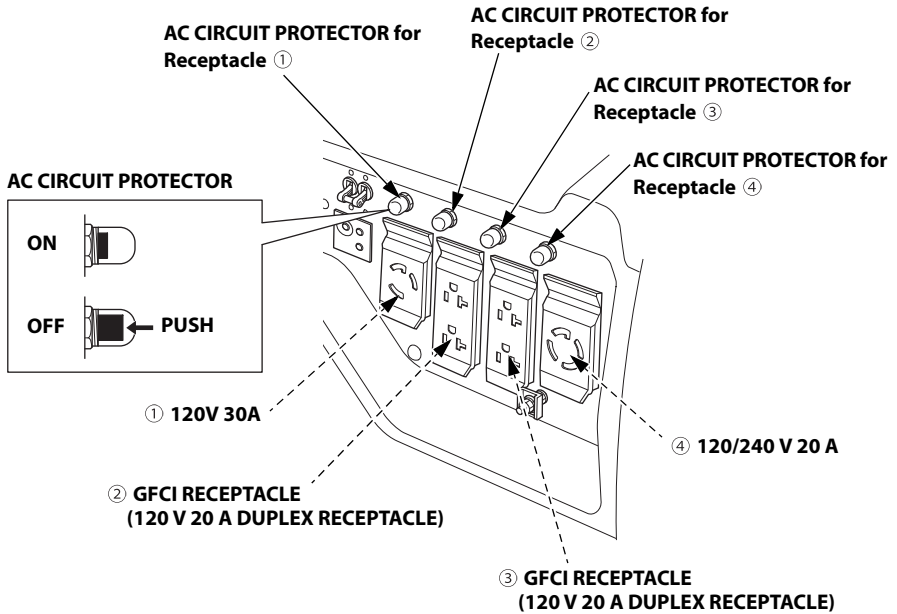 AC CIRCUIT PROTECTOR for
Receptacle ①
AC CIRCUIT PROTECTOR for
Receptacle ②
AC CIRCUIT PROTECTOR for
Receptacle ③
AC CIRCUIT PROTECTOR for
Receptacle ④
AC CIRCUIT PROTECTOR
ON
OFF
PUSH
① 120V 30A
② GFCI RECEPTACLE
(120 V 20 A DUPLEX RECEPTACLE)
③ GFCI RECEPTACLE
(120 V 20 A DUPLEX RECEPTACLE)
④ 120/240 V 20 A